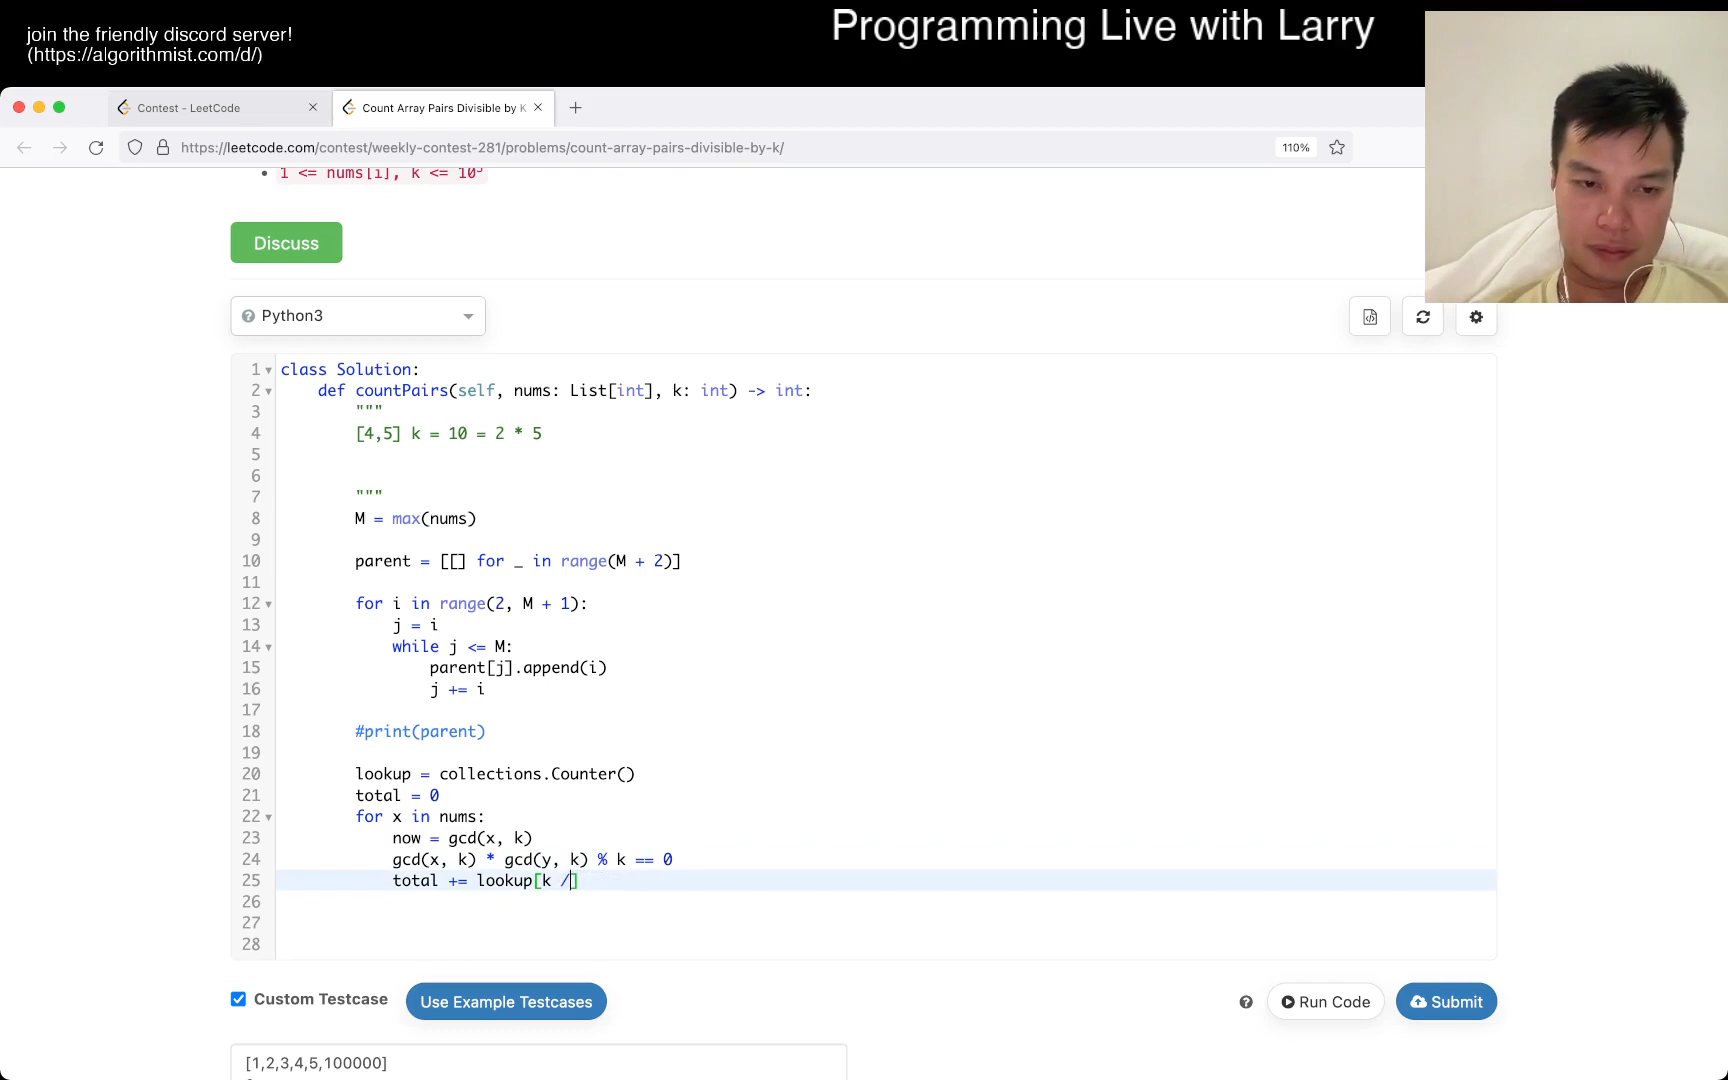 join the friendly discord server!
(https://algorithmist.com/d/)
Programming Live with Larry
Contest - LeetCode
Count Array Pairs Divisible by K
https://leetcode.com/contest/weekly-contest-281/problems/count-array-pairs-divisible-by-k/
110%
1 <= nums[i], k <= 10⁵
Discuss
Python3
1 class Solution:
2 def countPairs(self, nums: List[int], k: int) -> int:
3 """
4 [4,5] k = 10 = 2 * 5
5
6
7 """
8 M = max(nums)
9
10 parent = [[] for _ in range(M + 2)]
11
12 for i in range(2, M + 1):
13 j = i
14 while j <= M:
15 parent[j].append(i)
16 j += i
17
18 #print(parent)
19
20 lookup = collections.Counter()
21 total = 0
22 for x in nums:
23 now = gcd(x, k)
24 gcd(x, k) * gcd(y, k) % k == 0
25 total += lookup[k /]
26
27
28
Custom Testcase
Use Example Testcases
Run Code
Submit
[1,2,3,4,5,100000]